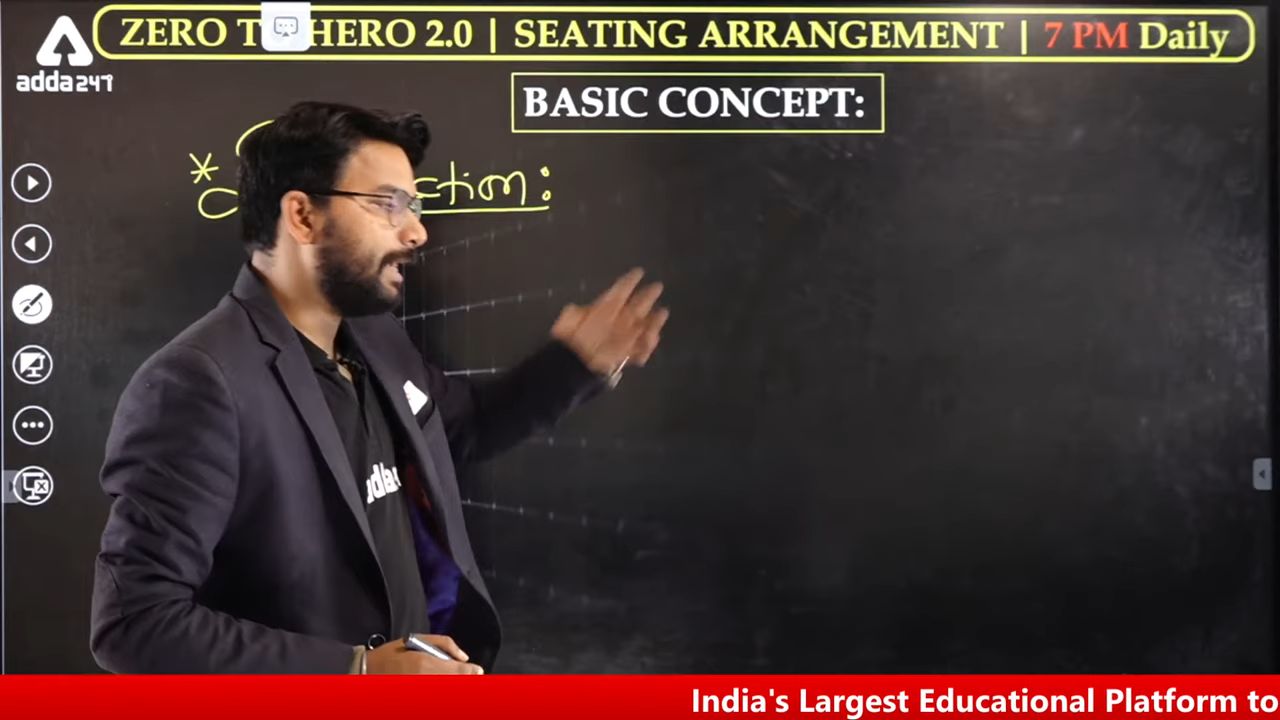 ZERO T HERO 2.0 | SEATING ARRANGEMENT | 7 PM Daily
adda247
BASIC CONCEPT:
India's Largest Educational Platform to